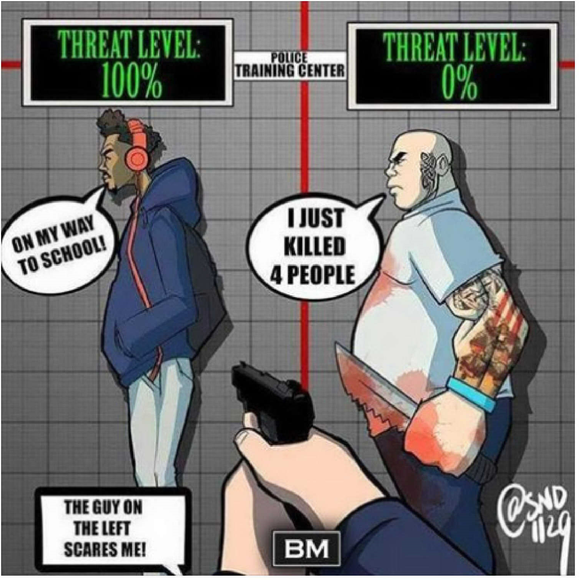 THREAT LEVEL:
100%
POLICE
TRAINING CENTER
THREAT LEVEL:
0%
ON MY WAY
TO SCHOOL!
I JUST
KILLED
4 PEOPLE
THE GUY ON
THE LEFT
SCARES ME!
BM
@SND
1129